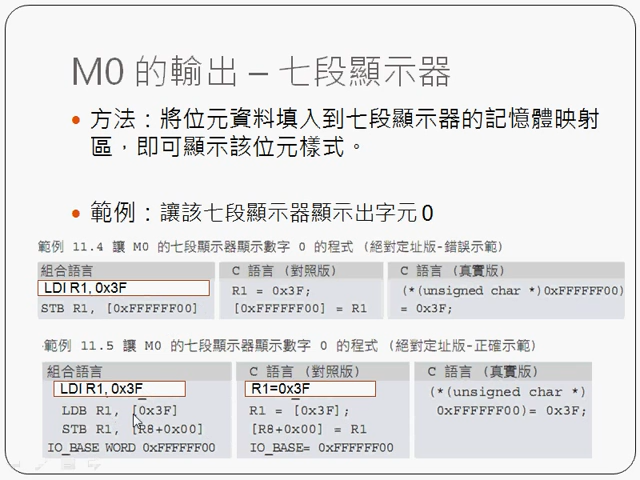 M0 的輸出 – 七段顯示器
• 方法：將位元資料填入到七段顯示器的記憶體映射
區，即可顯示該位元樣式。
• 範例：讓該七段顯示器顯示出字元 0
範例 11.4 讓 M0 的七段顯示器顯示數字 0 的程式 (絕對定址版-錯誤示範)
組合語言 C 語言 (對照版) C 語言 (真實版)
LDI R1, 0x3F R1 = 0x3F; (*(unsigned char *)0xFFFFFF00)
STB R1, [0xFFFFFF00] [0xFFFFFF00] = R1 = 0x3F;
範例 11.5 讓 M0 的七段顯示器顯示數字 0 的程式 (絕對定址版-正確示範)
組合語言 C 語言 (對照版) C 語言 (真實版)
LDI R1, 0x3F R1=0x3F (*(unsigned char *)
LDB R1, [0x3F] R1 = [0x3F]; 0xFFFFFF00)= 0x3F;
STB R1, [R8+0x00] [R8+0x00] = R1
IO_BASE WORD 0xFFFFFF00 IO_BASE= 0xFFFFFF00